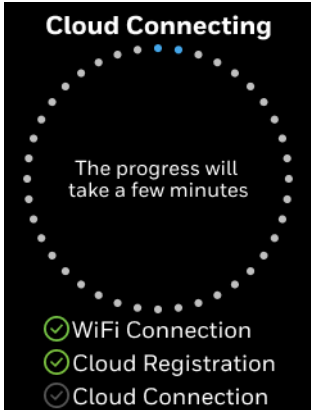 Cloud Connecting
The progress will
take a few minutes
WiFi Connection
Cloud Registration
Cloud Connection